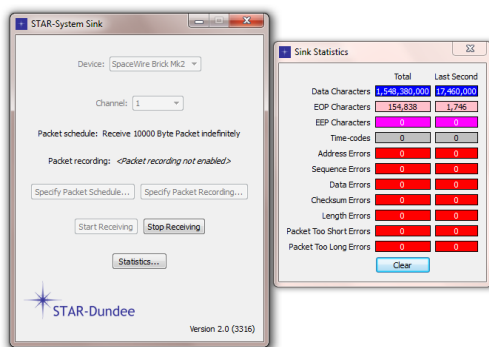 STAR-System Sink
Device: SpaceWire Brick Mk2
Channel: 1
Packet schedule: Receive 10000 Byte Packet indefinitely
Packet recording: <Packet recording not enabled>
Specify Packet Schedule... Specify Packet Recording...
Start Receiving Stop Receiving
Statistics...
STAR-Dundee
Version 2.0 (3316)
Sink Statistics
Total Last Second
Data Characters 1,548,380,000 17,460,000
EOP Characters 154,838 1,746
EEP Characters 0 0
Time-codes 0 0
Address Errors 0 0
Sequence Errors 0 0
Data Errors 0 0
Checksum Errors 0 0
Length Errors 0 0
Packet Too Short Errors 0 0
Packet Too Long Errors 0 0
Clear